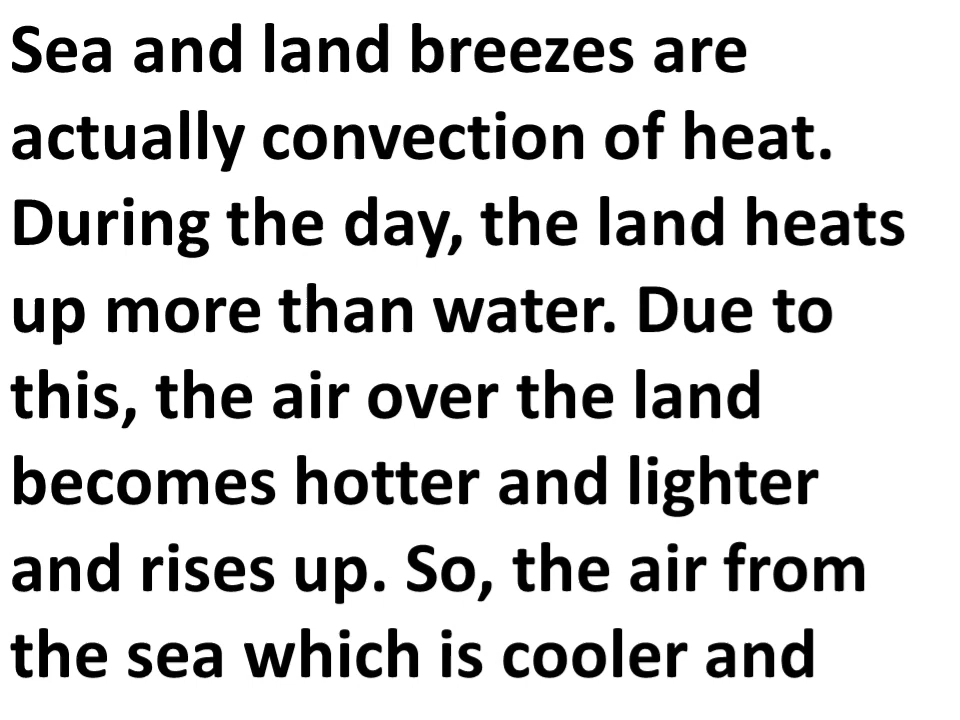 Sea and land breezes are
actually convection of heat.
During the day, the land heats
up more than water. Due to
this, the air over the land
becomes hotter and lighter
and rises up. So, the air from
the sea which is cooler and